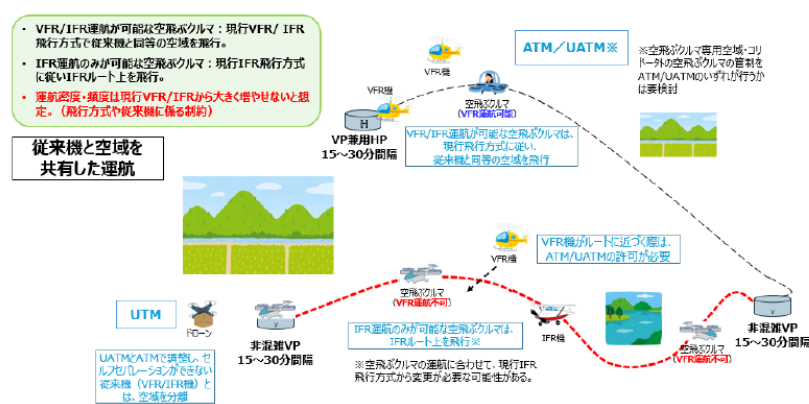 ・ VFR/IFR運航が可能な空飛ぶクルマ：現行VFR/ IFR
飛行方式で従来機と同等の空域を飛行。
・ IFR運航のみが可能な空飛ぶクルマ：現行IFR飛行方式
に従いIFRルート上を飛行。
・ 運航密度・頻度は現行VFR/IFRから大きく増やせないと想
定。（飛行方式や従来機に係る制約）
従来機と空域を
共有した運航
VFR機
VFR機
H
VP兼用HP
15～30分間隔
空飛ぶクルマ
（VFR運航可能）
ATM／UATM※
※空飛ぶクルマ専用空域・コリ
ドー外の空飛ぶクルマの管制を
ATM/UATMのいずれが行うか
は要検討
VFR/IFR運航が可能な空飛ぶクルマは、
現行飛行方式に従い、
従来機と同等の空域を飛行
VFR機
VFR機がルートに近づく際は、
ATM/UATMの許可が必要
UTM
ドローン
V
非混雑VP
15～30分間隔
空飛ぶクルマ
（VFR運航不可）
IFR機
空飛ぶクルマ
（VFR運航不可）
V
非混雑VP
15～30分間隔
IFR運航のみが可能な空飛ぶクルマは、
IFRルート上を飛行※
※空飛ぶクルマの運航に合わせて、現行IFR
飛行方式から変更が必要な可能性がある。
UATMとATMで調整し、セ
ルフセパレーションができない
従来機（VFR/IFR機）と
は、空域を分離